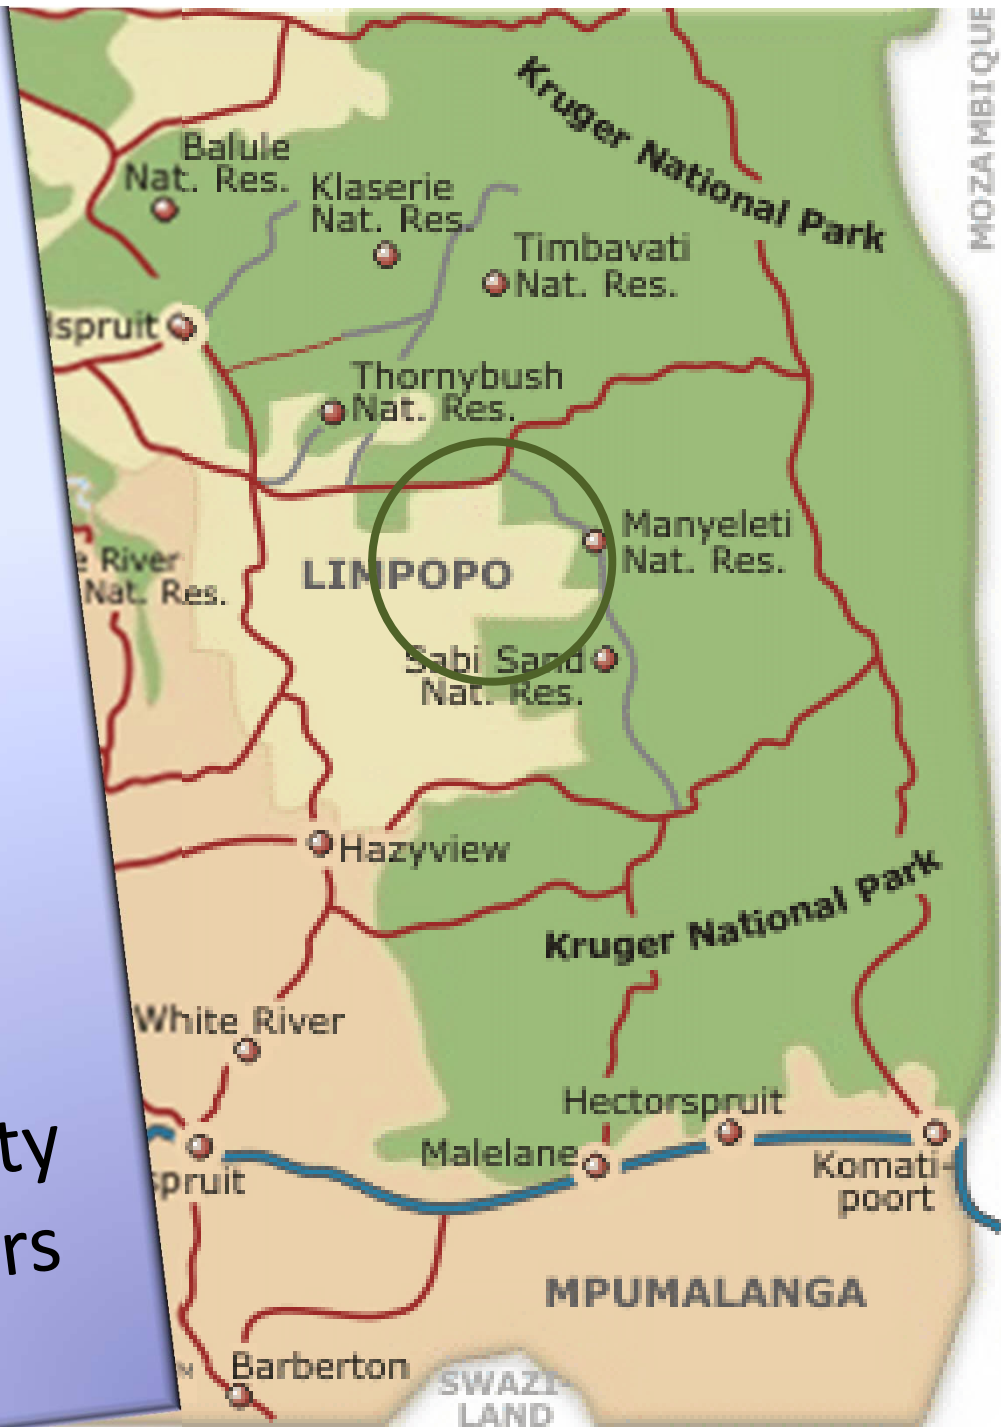 MOZAMBIQUE
Kruger National Park
Balule
Nat. Res.
Klaserie
Nat. Res.
Timbavati
Nat. Res.
lspruit
Thornybush
Nat. Res.
Manyeleti
Nat. Res.
e River
Nat. Res.
LIMPOPO
Sabi Sand
Nat. Res.
Hazyview
Kruger National Park
White River
Hectorspruit
ty
Malelane
Komati-
poort
spruit
rs
MPUMALANGA
Barberton
SWAZI-
LAND